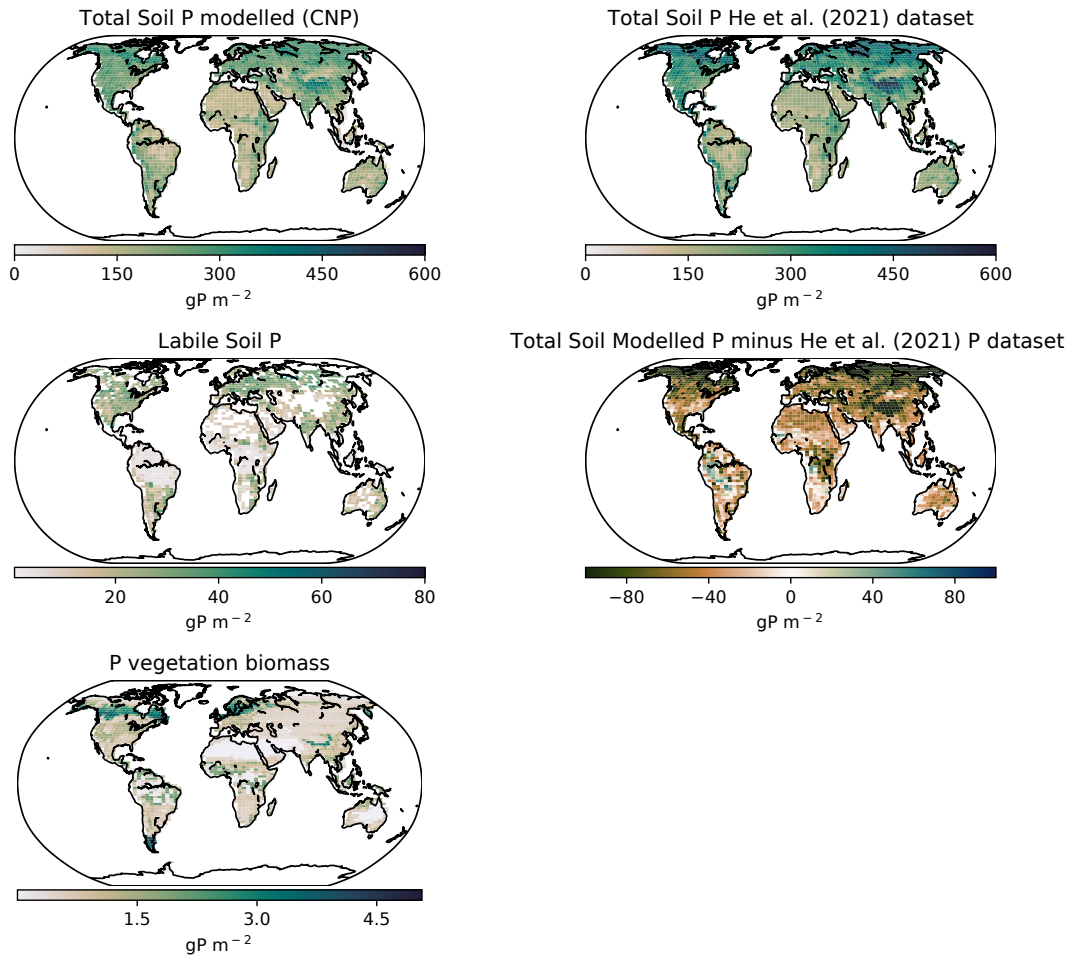 Total Soil P modelled (CNP)
Total Soil P He et al. (2021) dataset
0 150 300 450 600
gP m⁻²
0 150 300 450 600
gP m⁻²
Labile Soil P
Total Soil Modelled P minus He et al. (2021) P dataset
20 40 60 80
gP m⁻²
−80 −40 0 40 80
gP m⁻²
P vegetation biomass
1.5 3.0 4.5
gP m⁻²